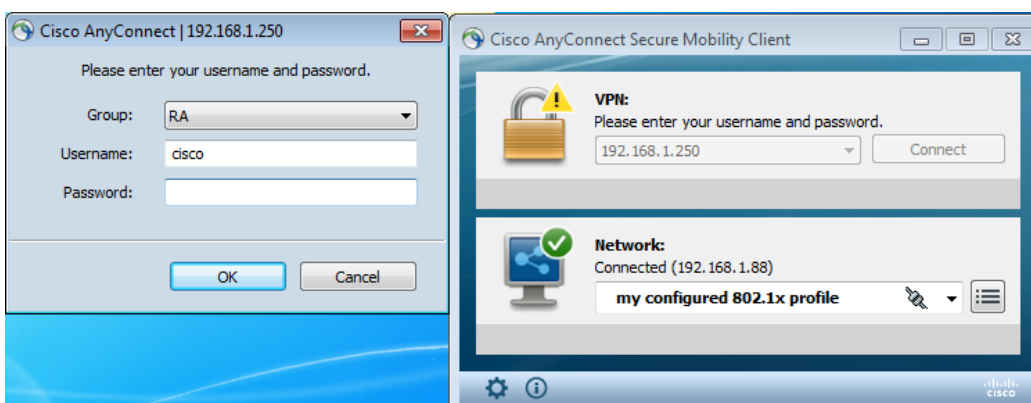 Cisco AnyConnect | 192.168.1.250
Please enter your username and password.
Group: RA
Username: cisco
Password:
OK Cancel
Cisco AnyConnect Secure Mobility Client
VPN:
Please enter your username and password.
192.168.1.250 Connect
Network:
Connected (192.168.1.88)
my configured 802.1x profile
cisco